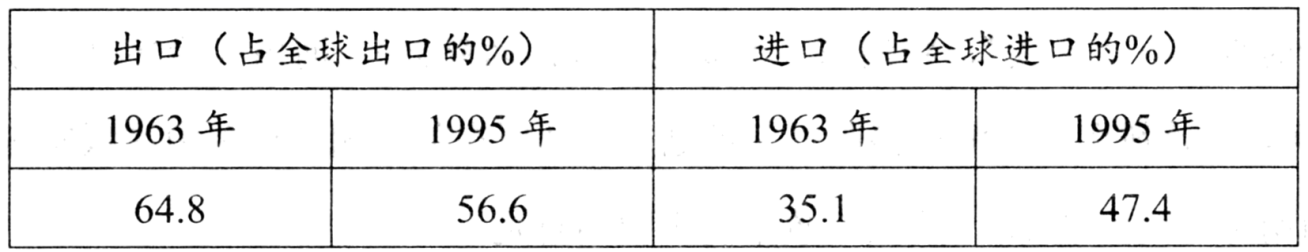 出口（占全球出口的%） 进口（占全球进口的%）
1963 年 1995 年 1963 年 1995 年
64.8 56.6 35.1 47.4